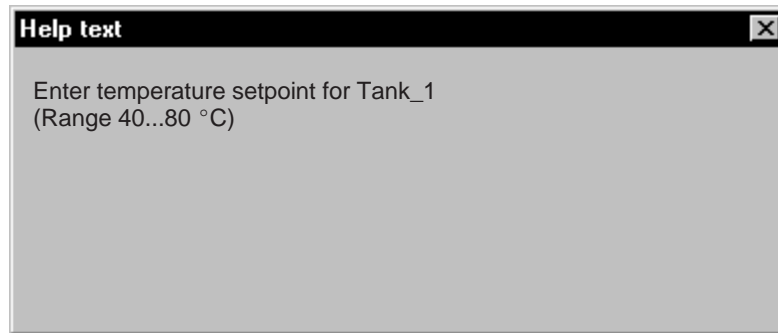 Help text
Enter temperature setpoint for Tank_1
(Range 40...80 °C)